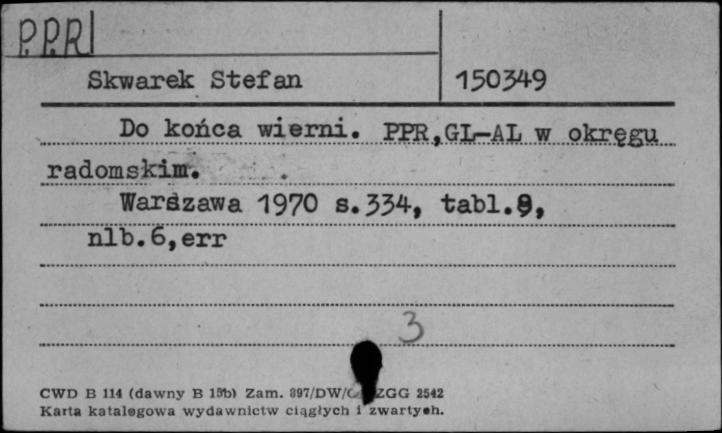 P.P.R
Skwarek Stefan 150349
Do końca wierni. PPR,GL-AL w okręgu
radomskim.
Warszawa 1970 s.334, tabl.9,
nlb.6,err
3
CWD B 114 (dawny B 15b) Zam. 897/DW/ ZGG 2542
Karta katalogowa wydawnictw ciągłych i zwartych.